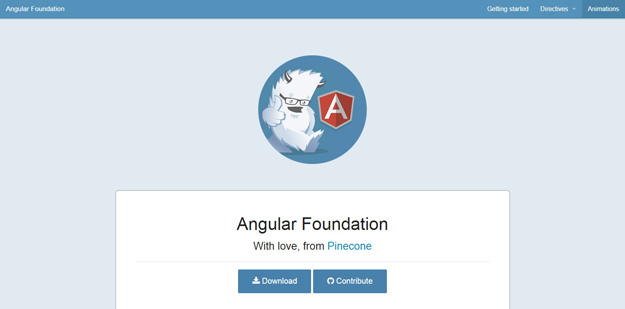 Angular Foundation Getting started Directives Animations
A
Angular Foundation
With love, from Pinecone
Download Contribute